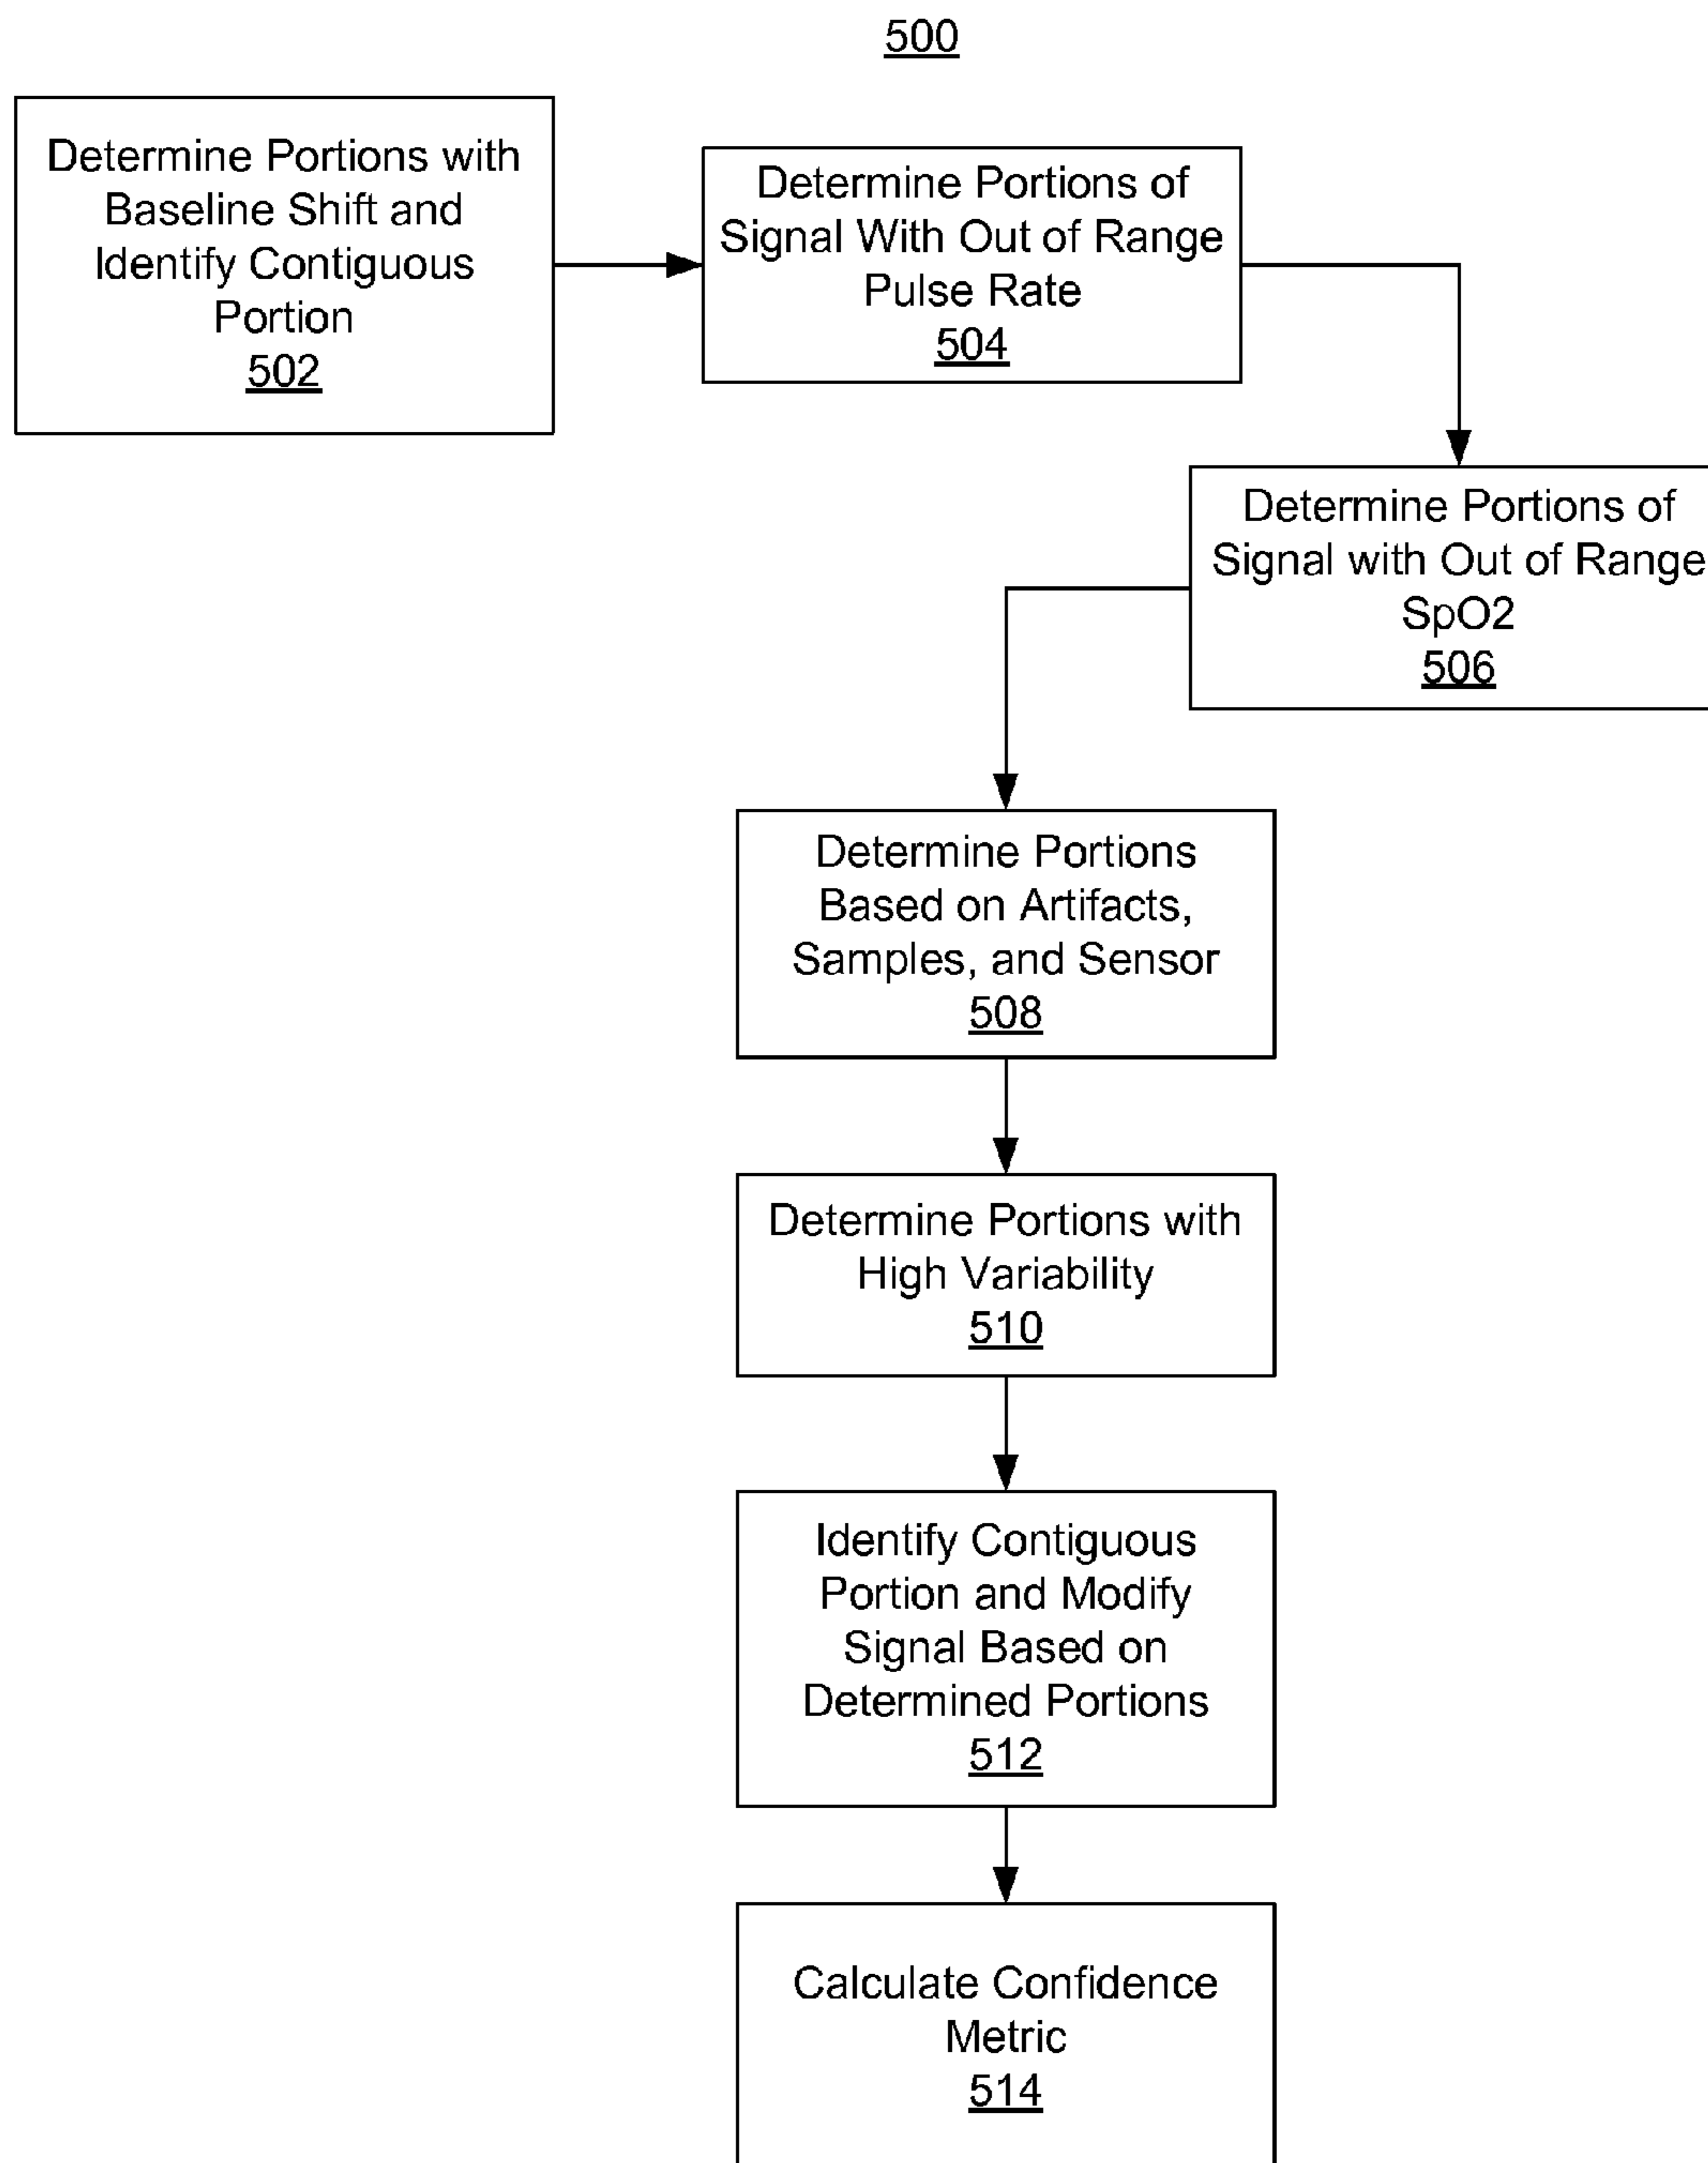 500
Determine Portions with
Baseline Shift and
Identify Contiguous
Portion
502
Determine Portions of
Signal With Out of Range
Pulse Rate
504
Determine Portions of
Signal with Out of Range
SpO2
506
Determine Portions
Based on Artifacts,
Samples, and Sensor
508
Determine Portions with
High Variability
510
Identify Contiguous
Portion and Modify
Signal Based on
Determined Portions
512
Calculate Confidence
Metric
514